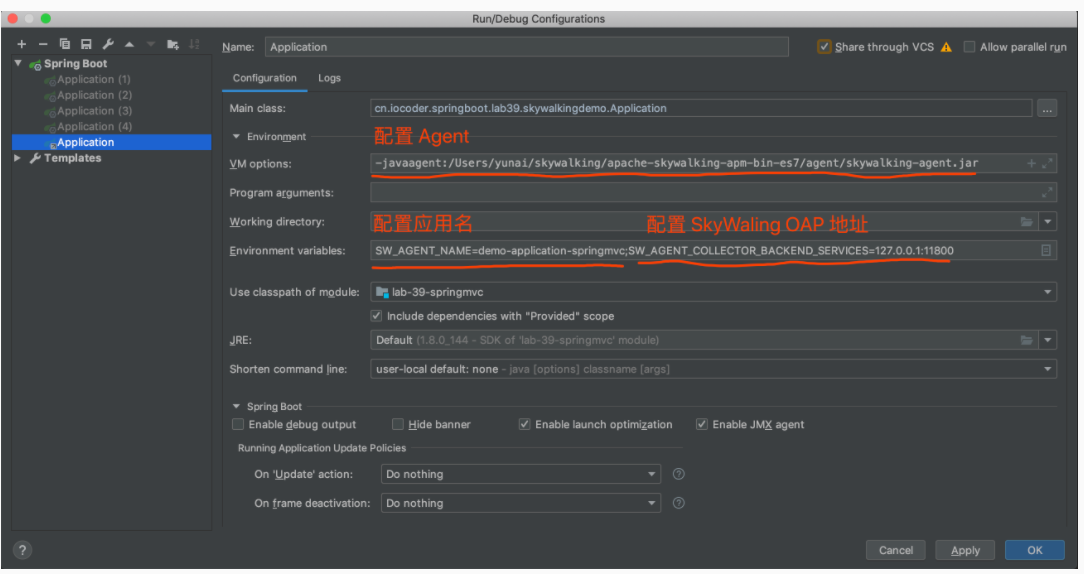 Run/Debug Configurations
Name: Application
Share through VCS
Allow parallel run
Spring Boot
Application (1)
Application (2)
Application (3)
Application (4)
Application
Templates
Configuration Logs
Main class: cn.iocoder.springboot.lab39.skywalkingdemo.Application ...
Environment
配置 Agent
VM options: -javaagent:/Users/yunai/skywalking/apache-skywalking-apm-bin-es7/agent/skywalking-agent.jar
Program arguments:
Working directory:
配置应用名 配置 SkyWaling OAP 地址
Environment variables: SW_AGENT_NAME=demo-application-springmvc;SW_AGENT_COLLECTOR_BACKEND_SERVICES=127.0.0.1:11800
Use classpath of module: lab-39-springmvc
Include dependencies with "Provided" scope
JRE: Default (1.8.0_144 - SDK of 'lab-39-springmvc' module)
Shorten command line: user-local default: none - java [options] classname [args]
Spring Boot
Enable debug output Hide banner Enable launch optimization Enable JMX agent
Running Application Update Policies
On 'Update' action: Do nothing ?
On frame deactivation: Do nothing ?
? Cancel Apply OK